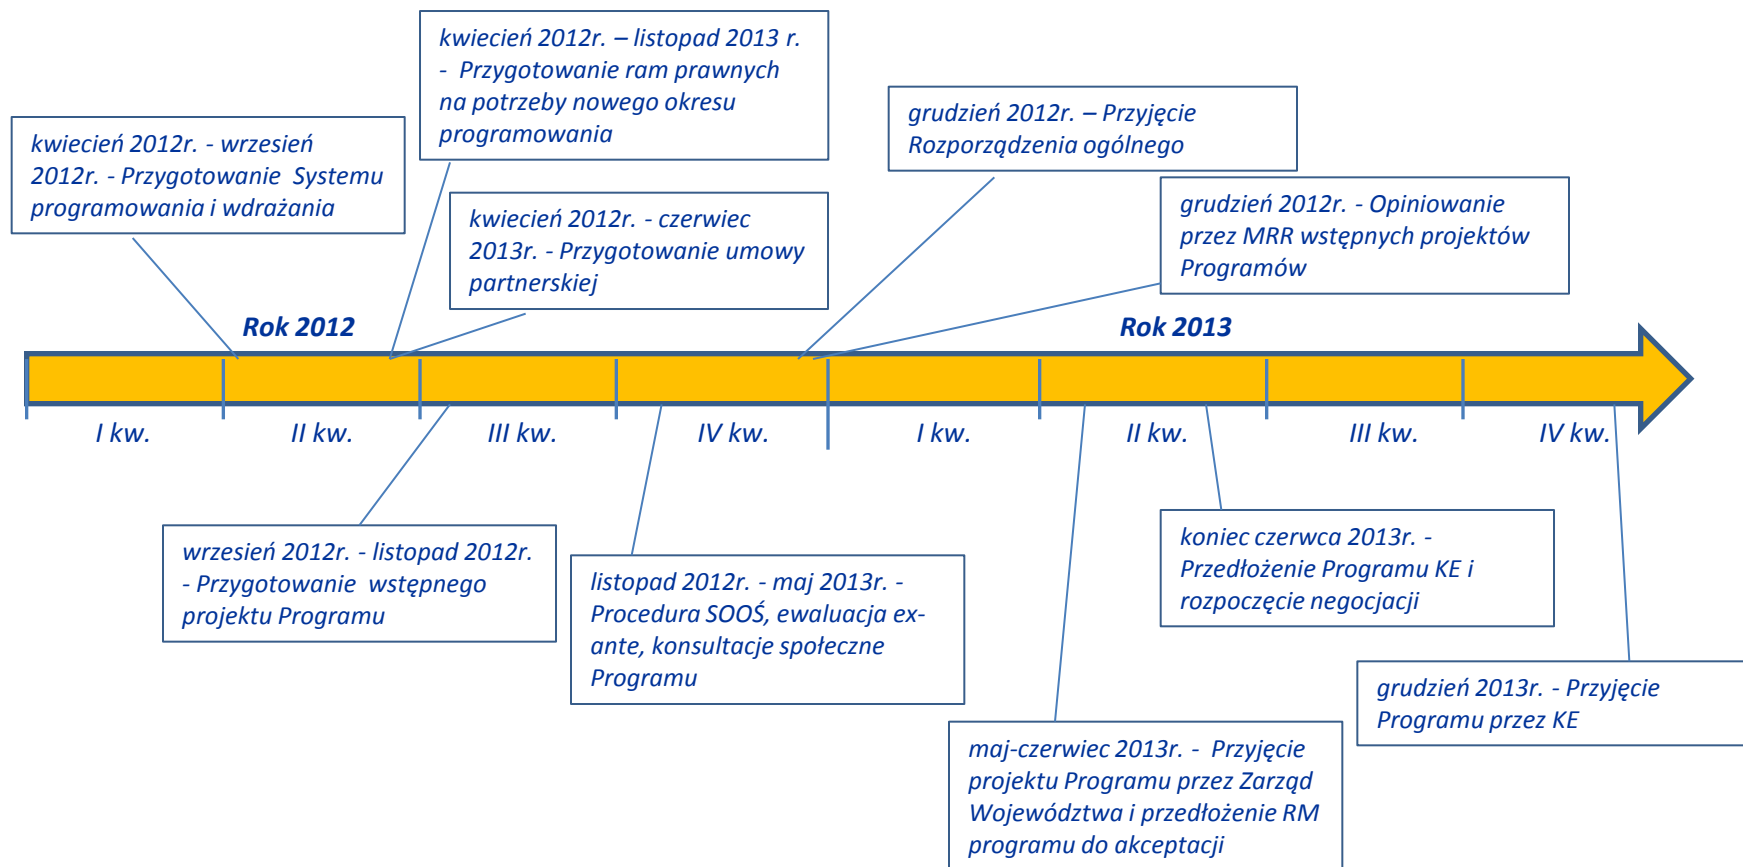 kwiecień 2012r. – listopad 2013 r.
- Przygotowanie ram prawnych
na potrzeby nowego okresu
programowania
kwiecień 2012r. - wrzesień
2012r. - Przygotowanie Systemu
programowania i wdrażania
grudzień 2012r. – Przyjęcie
Rozporządzenia ogólnego
kwiecień 2012r. - czerwiec
2013r. - Przygotowanie umowy
partnerskiej
grudzień 2012r. - Opiniowanie
przez MRR wstępnych projektów
Programów
Rok 2012
Rok 2013
I kw.
II kw.
III kw.
IV kw.
I kw.
II kw.
III kw.
IV kw.
wrzesień 2012r. - listopad 2012r.
- Przygotowanie wstępnego
projektu Programu
listopad 2012r. - maj 2013r. -
Procedura SOOŚ, ewaluacja ex-
ante, konsultacje społeczne
Programu
koniec czerwca 2013r. -
Przedłożenie Programu KE i
rozpoczęcie negocjacji
grudzień 2013r. - Przyjęcie
Programu przez KE
maj-czerwiec 2013r. - Przyjęcie
projektu Programu przez Zarząd
Województwa i przedłożenie RM
programu do akceptacji